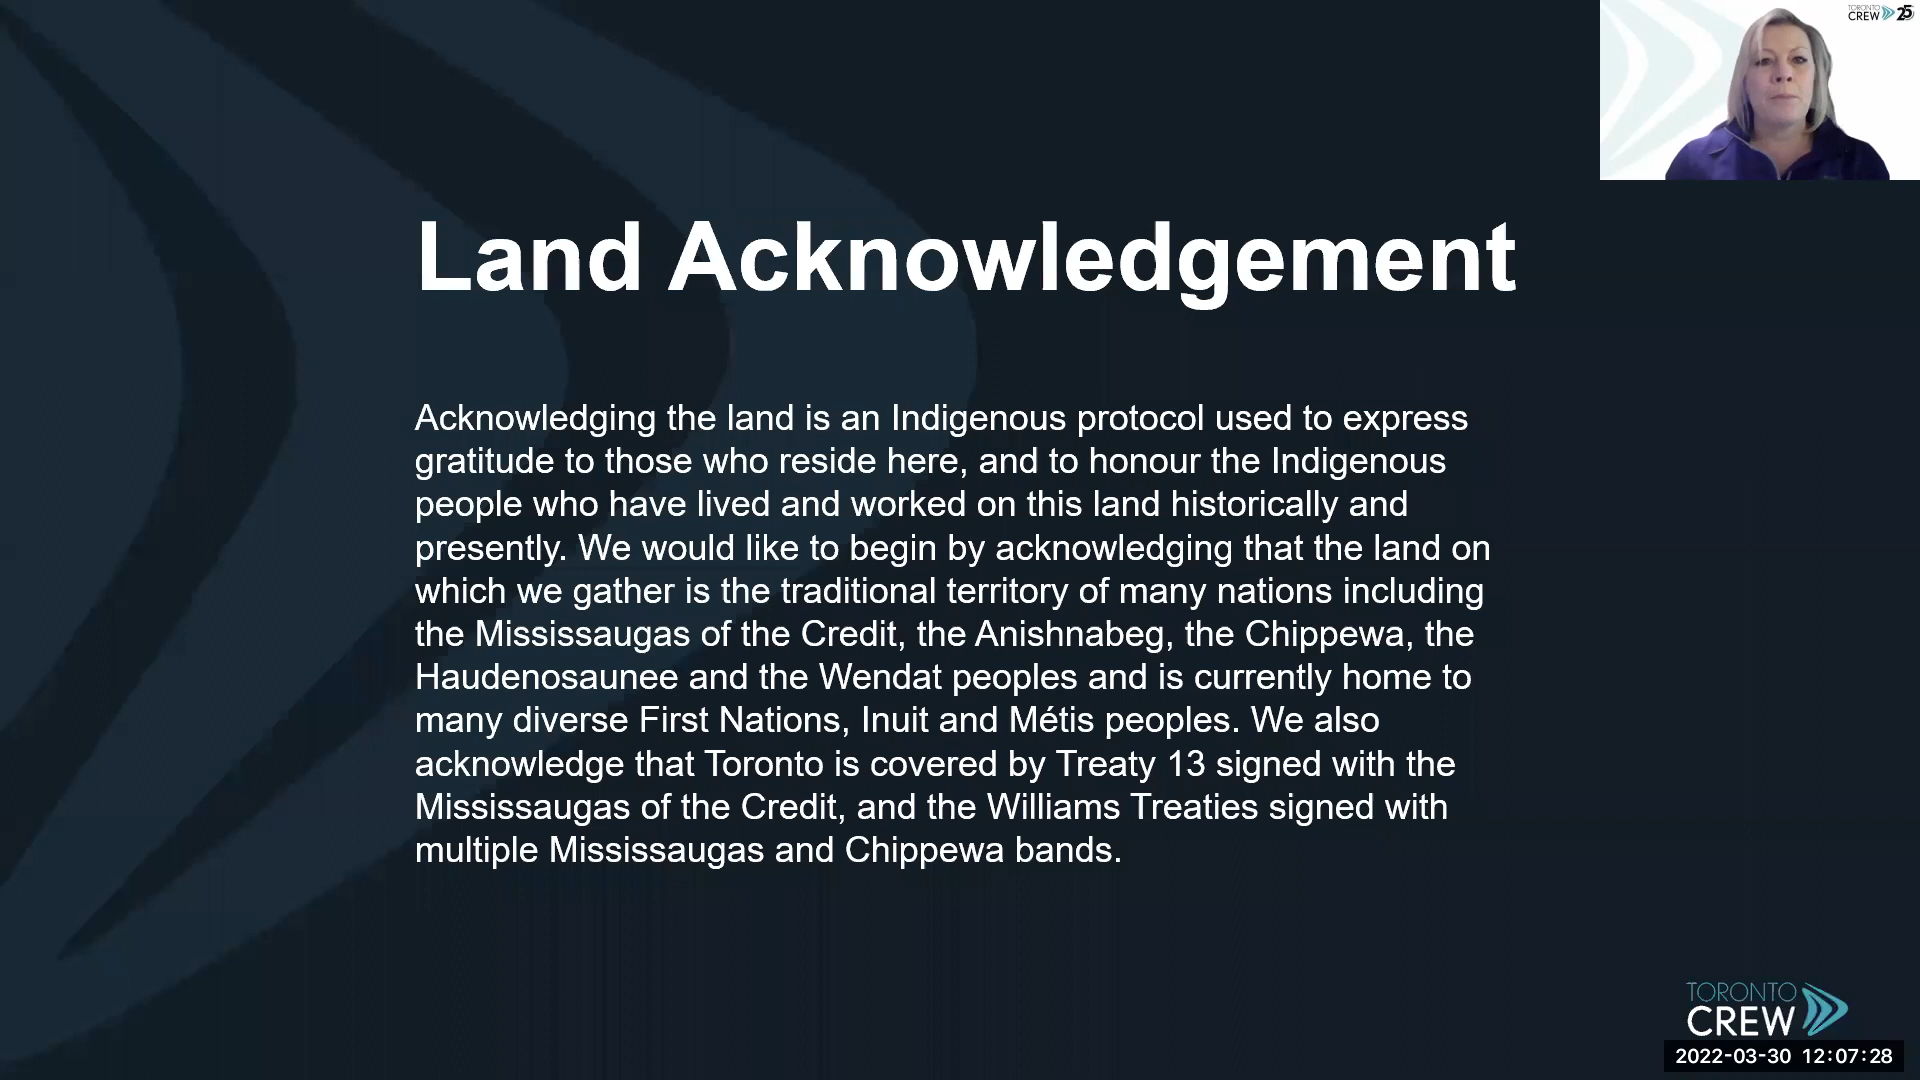 TORONTO
CREW 25
Land Acknowledgement
Acknowledging the land is an Indigenous protocol used to express
gratitude to those who reside here, and to honour the Indigenous
people who have lived and worked on this land historically and
presently. We would like to begin by acknowledging that the land on
which we gather is the traditional territory of many nations including
the Mississaugas of the Credit, the Anishnabeg, the Chippewa, the
Haudenosaunee and the Wendat peoples and is currently home to
many diverse First Nations, Inuit and Métis peoples. We also
acknowledge that Toronto is covered by Treaty 13 signed with the
Mississaugas of the Credit, and the Williams Treaties signed with
multiple Mississaugas and Chippewa bands.
TORONTO
CREW
2022-03-30 12:07:28